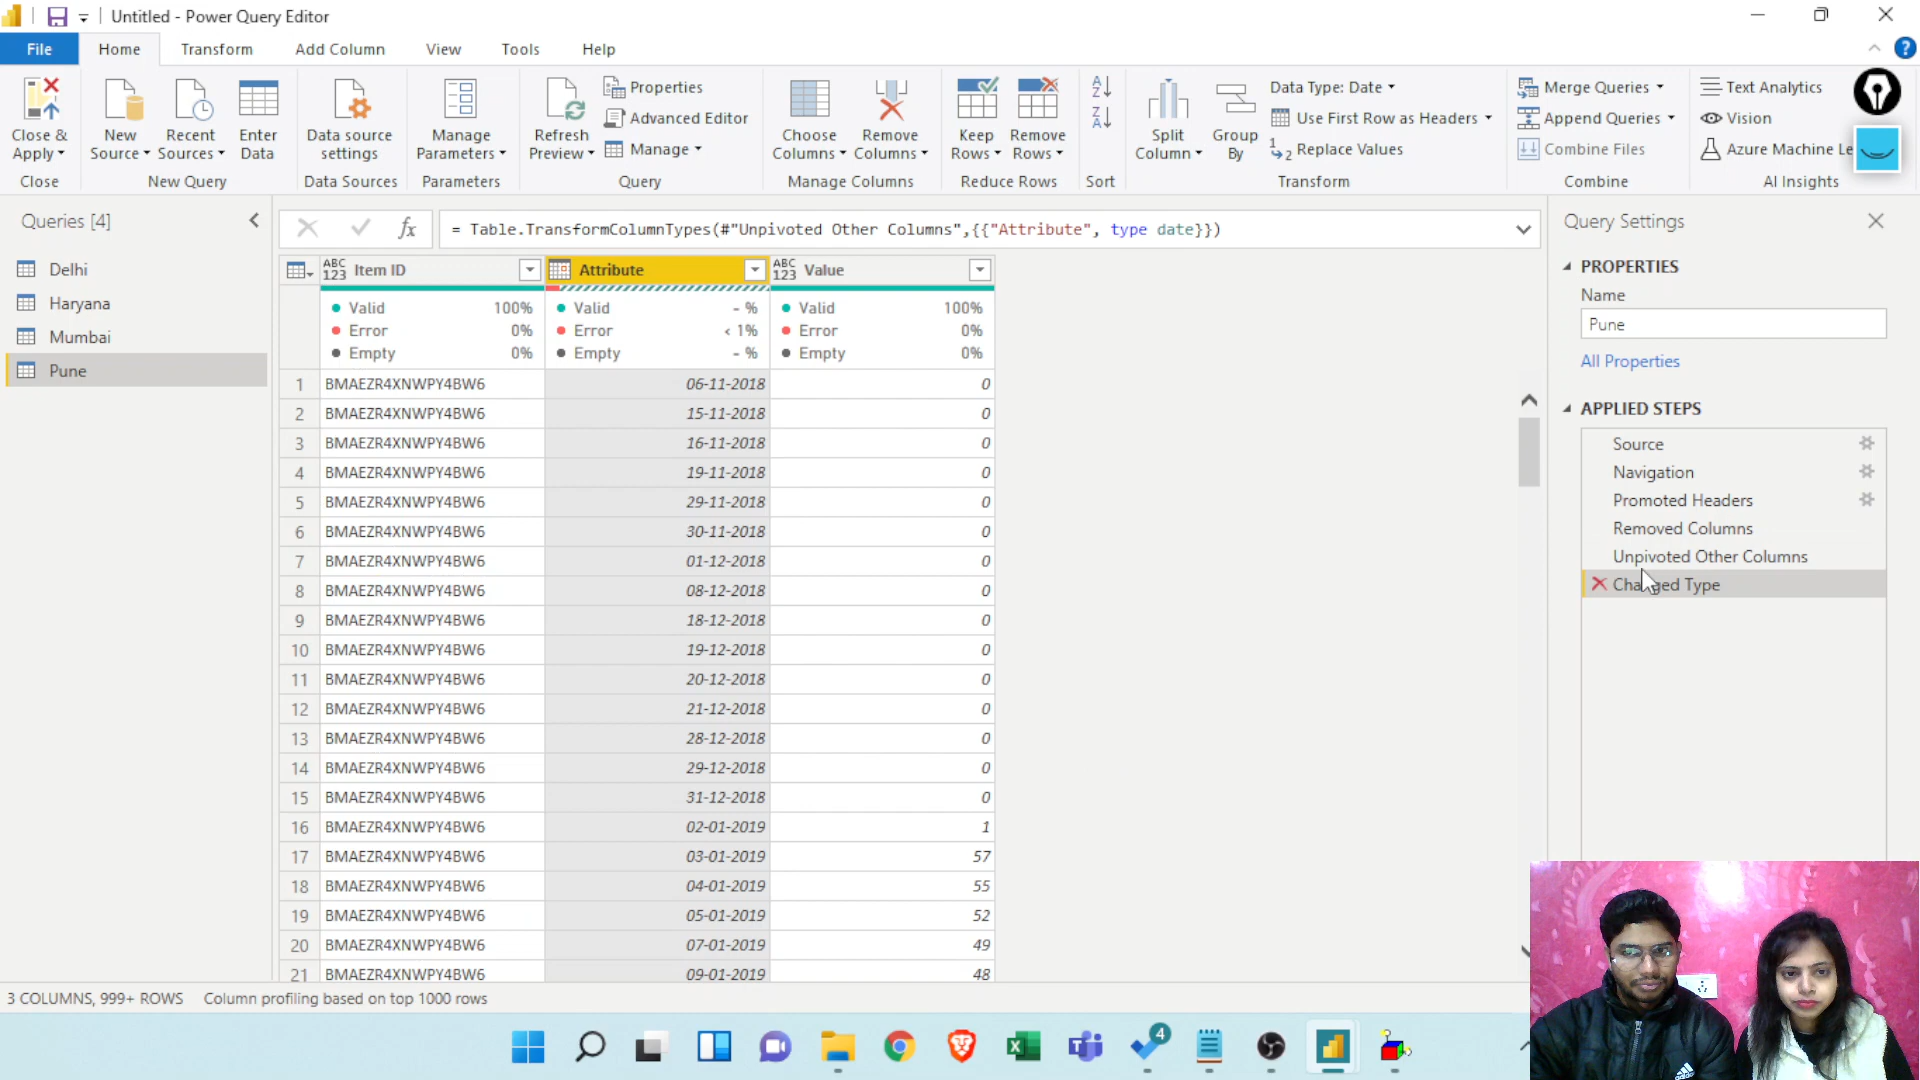 Untitled - Power Query Editor
File Home Transform Add Column View Tools Help
Close & Apply
New Source
Recent Sources
Enter Data
Data source settings
Manage Parameters
Refresh Preview
Properties
Advanced Editor
Manage
Choose Columns
Remove Columns
Keep Rows
Remove Rows
Split Column
Group By
Data Type: Date
Use First Row as Headers
Replace Values
Merge Queries
Append Queries
Combine Files
Text Analytics
Vision
Azure Machine Le
Close New Query Data Sources Parameters Query Manage Columns Reduce Rows Sort Transform Combine AI Insights
Queries [4]
Delhi
Haryana
Mumbai
Pune
fx = Table.TransformColumnTypes(#"Unpivoted Other Columns",{{"Attribute", type date}})
ABC 123 Item ID Attribute ABC 123 Value
Valid 100% Valid - % Valid 100%
Error 0% Error < 1% Error 0%
Empty 0% Empty - % Empty 0%
1 BMAEZR4XNWPY4BW6 06-11-2018 0
2 BMAEZR4XNWPY4BW6 15-11-2018 0
3 BMAEZR4XNWPY4BW6 16-11-2018 0
4 BMAEZR4XNWPY4BW6 19-11-2018 0
5 BMAEZR4XNWPY4BW6 29-11-2018 0
6 BMAEZR4XNWPY4BW6 30-11-2018 0
7 BMAEZR4XNWPY4BW6 01-12-2018 0
8 BMAEZR4XNWPY4BW6 08-12-2018 0
9 BMAEZR4XNWPY4BW6 18-12-2018 0
10 BMAEZR4XNWPY4BW6 19-12-2018 0
11 BMAEZR4XNWPY4BW6 20-12-2018 0
12 BMAEZR4XNWPY4BW6 21-12-2018 0
13 BMAEZR4XNWPY4BW6 28-12-2018 0
14 BMAEZR4XNWPY4BW6 29-12-2018 0
15 BMAEZR4XNWPY4BW6 31-12-2018 0
16 BMAEZR4XNWPY4BW6 02-01-2019 1
17 BMAEZR4XNWPY4BW6 03-01-2019 57
18 BMAEZR4XNWPY4BW6 04-01-2019 55
19 BMAEZR4XNWPY4BW6 05-01-2019 52
20 BMAEZR4XNWPY4BW6 07-01-2019 49
21 BMAEZR4XNWPY4BW6 09-01-2019 48
Query Settings
PROPERTIES
Name
Pune
All Properties
APPLIED STEPS
Source
Navigation
Promoted Headers
Removed Columns
Unpivoted Other Columns
Changed Type
3 COLUMNS, 999+ ROWS Column profiling based on top 1000 rows
4